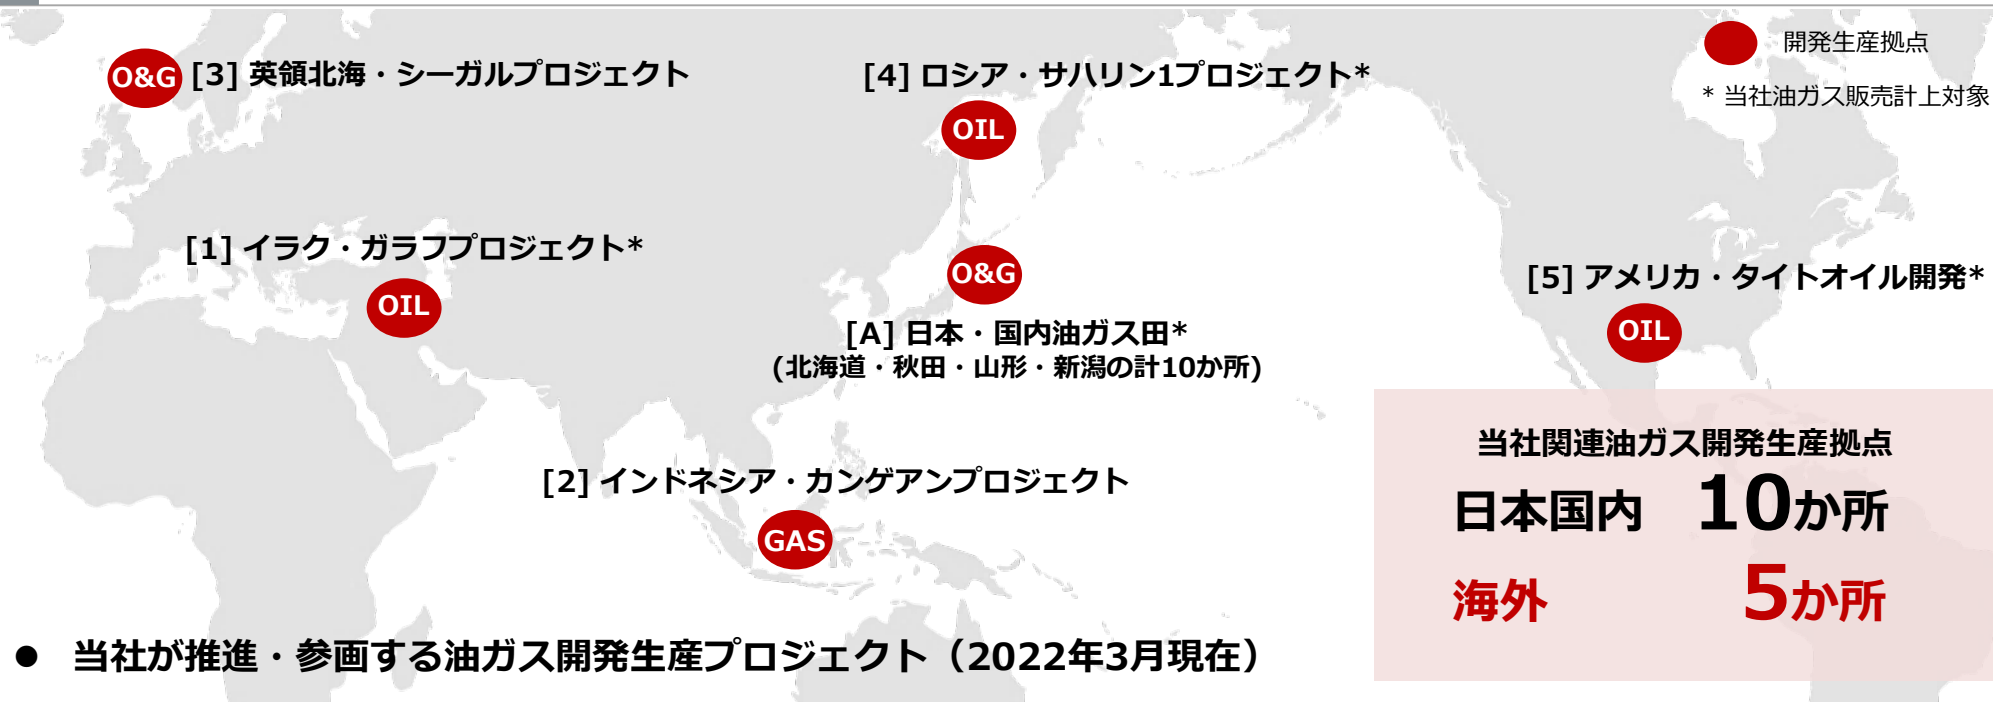 開発生産拠点
* 当社油ガス販売計上対象
O&G
[3] 英領北海・シーガルプロジェクト
[4] ロシア・サハリン1プロジェクト*
OIL
[1] イラク・ガラフプロジェクト*
OIL
O&G
[A] 日本・国内油ガス田*
(北海道・秋田・山形・新潟の計10か所)
[5] アメリカ・タイトオイル開発*
OIL
[2] インドネシア・カンゲアンプロジェクト
GAS
当社関連油ガス開発生産拠点
日本国内 10か所
海外 5か所
● 当社が推進・参画する油ガス開発生産プロジェクト（2022年3月現在）